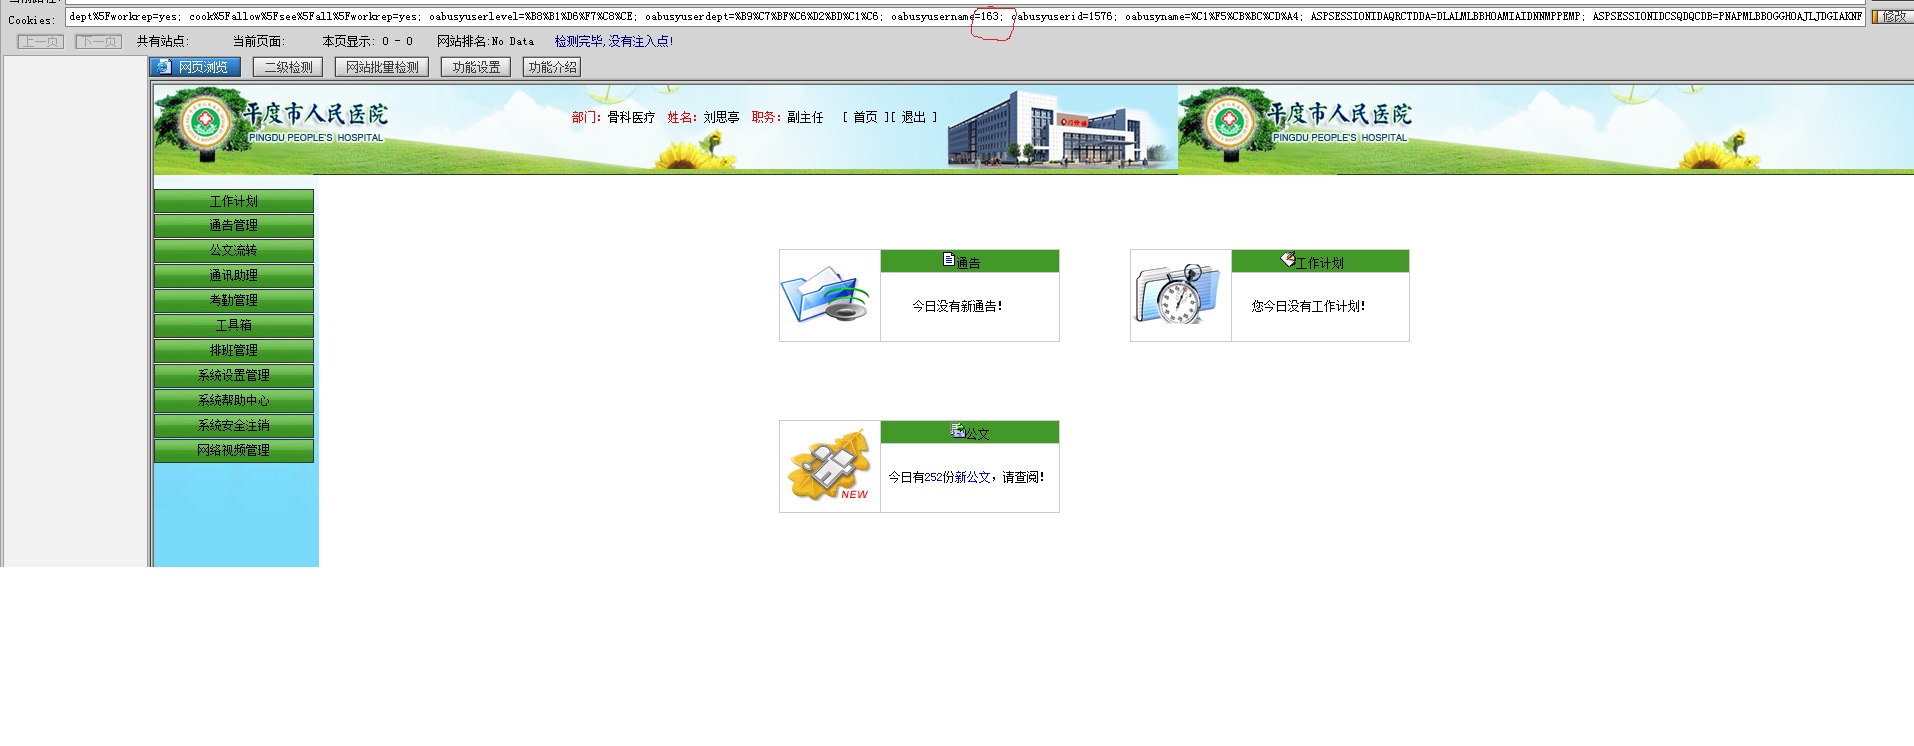 Cookies: dept%5Fworkrep=yes; cook%5Fallow%5Fsee%5Fall%5Fworkrep=yes; oabusyuserlevel=%B8%B1%D6%F7%C8%CE; oabusyuserdept=%B9%C7%BF%C6%D2%BD%C1%C6; oabusyusername=163; oabusyuserid=1576; oabusyname=%C1%F5%CB%BC%CD%A4; ASPSESSIONIDAQRCTDDA=DLALMLBBHOAMIAIDNNMPPEMP; ASPSESSIONIDCSQDQCDB=PNAPMLBBOGGHOAJLJDGIAKNF 修改
上一页 下一页 共有站点: 当前页面: 本页显示: 0 - 0 网站排名:No Data 检测完毕,没有注入点!
网页浏览 二级检测 网站批量检测 功能设置 功能介绍
平度市人民医院
PINGDU PEOPLE'S HOSPITAL
部门：骨科医疗 姓名：刘思亭 职务：副主任 [ 首页 ][ 退出 ]
平度市人民医院
PINGDU PEOPLE'S HOSPITAL
工作计划
通告管理
公文流转
通讯助理
考勤管理
工具箱
排班管理
系统设置管理
系统帮助中心
系统安全注销
网络视频管理
通告
今日没有新通告！
工作计划
您今日没有工作计划！
公文
今日有252份新公文，请查阅！
NEW